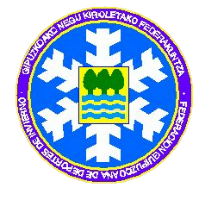 GIPUZKOAKO NEGU KIROLETAKO FEDERAKUNTZA
FEDERACION GUIPUZCOANA DE DEPORTES DE INVIERNO